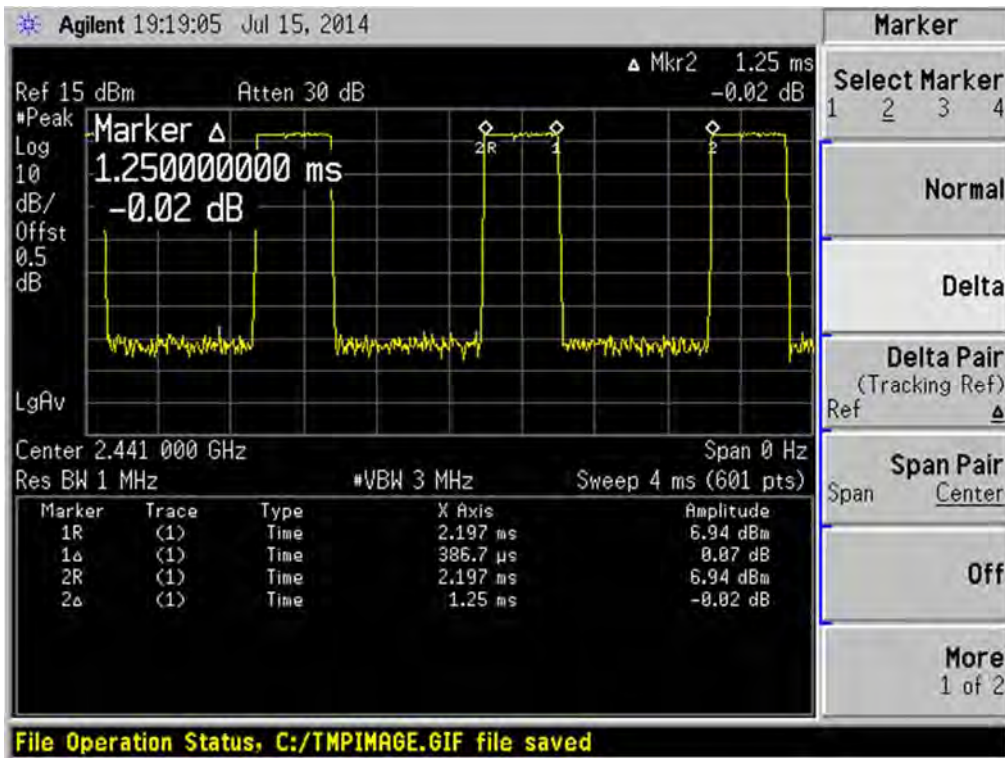 Agilent 19:19:05 Jul 15, 2014
Marker
Δ Mkr2 1.25 ms
Ref 15 dBm Atten 30 dB -0.02 dB
#Peak
Log
10
dB/
Offst
0.5
dB
LgAv
Marker Δ
1.250000000 ms
-0.02 dB
2R 1 2
Center 2.441 000 GHz Span 0 Hz
Res BW 1 MHz #VBW 3 MHz Sweep 4 ms (601 pts)
Marker Trace Type X Axis Amplitude
1R (1) Time 2.197 ms 6.94 dBm
1Δ (1) Time 386.7 μs 0.07 dB
2R (1) Time 2.197 ms 6.94 dBm
2Δ (1) Time 1.25 ms -0.02 dB
Select Marker
1 2 3 4
Normal
Delta
Delta Pair
(Tracking Ref)
Ref Δ
Span Pair
Span Center
Off
More
1 of 2
File Operation Status, C:/TMPIMAGE.GIF file saved